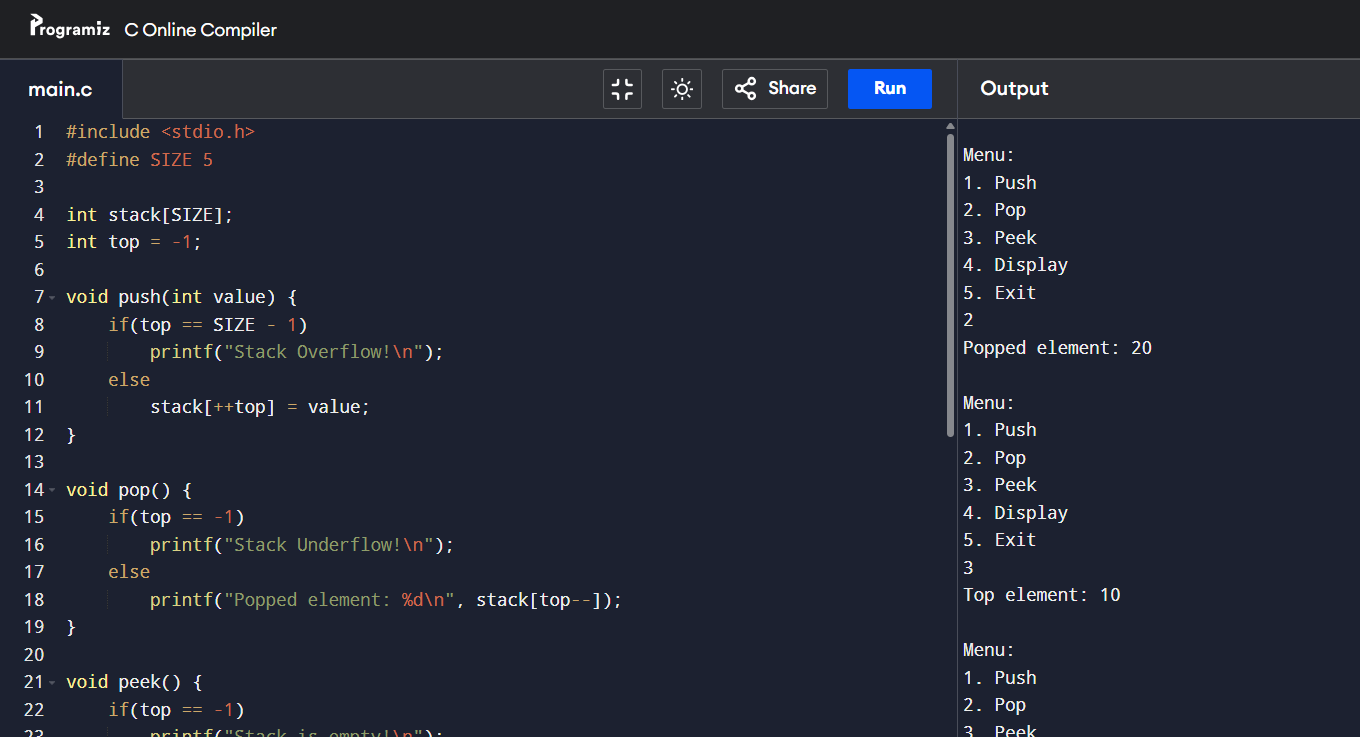 Programiz C Online Compiler
main.c Share Run Output
1 #include <stdio.h>
2 #define SIZE 5
3
4 int stack[SIZE];
5 int top = -1;
6
7 void push(int value) {
8     if(top == SIZE - 1)
9         printf("Stack Overflow!\n");
10     else
11         stack[++top] = value;
12 }
13
14 void pop() {
15     if(top == -1)
16         printf("Stack Underflow!\n");
17     else
18         printf("Popped element: %d\n", stack[top--]);
19 }
20
21 void peek() {
22     if(top == -1)
23         printf("Stack is empty!\n");
Menu:
1. Push
2. Pop
3. Peek
4. Display
5. Exit
2
Popped element: 20
Menu:
1. Push
2. Pop
3. Peek
4. Display
5. Exit
3
Top element: 10
Menu:
1. Push
2. Pop
3. Peek